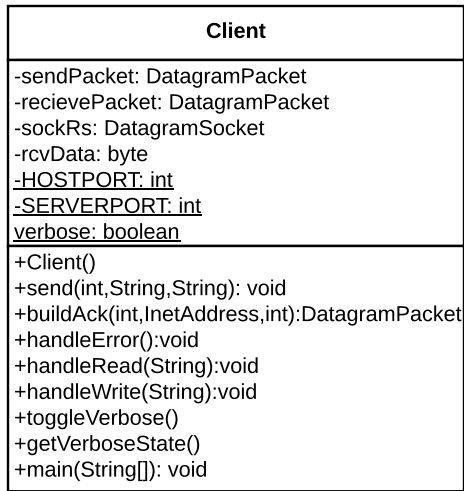 Client
-sendPacket: DatagramPacket
-recievePacket: DatagramPacket
-sockRs: DatagramSocket
-rcvData: byte
-HOSTPORT: int
-SERVERPORT: int
verbose: boolean
+Client()
+send(int,String,String): void
+buildAck(int,InetAddress,int):DatagramPacket
+handleError():void
+handleRead(String):void
+handleWrite(String):void
+toggleVerbose()
+getVerboseState()
+main(String[]): void